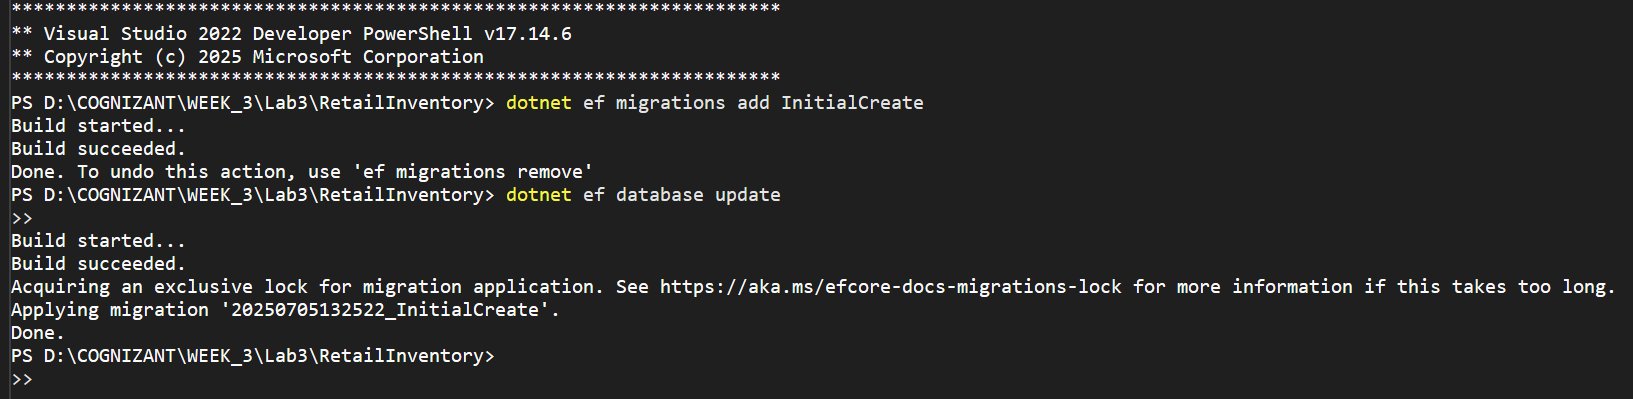 **********************************************************************
** Visual Studio 2022 Developer PowerShell v17.14.6
** Copyright (c) 2025 Microsoft Corporation
**********************************************************************
PS D:\COGNIZANT\WEEK_3\Lab3\RetailInventory> dotnet ef migrations add InitialCreate
Build started...
Build succeeded.
Done. To undo this action, use 'ef migrations remove'
PS D:\COGNIZANT\WEEK_3\Lab3\RetailInventory> dotnet ef database update
>>
Build started...
Build succeeded.
Acquiring an exclusive lock for migration application. See https://aka.ms/efcore-docs-migrations-lock for more information if this takes too long.
Applying migration '20250705132522_InitialCreate'.
Done.
PS D:\COGNIZANT\WEEK_3\Lab3\RetailInventory>
>>